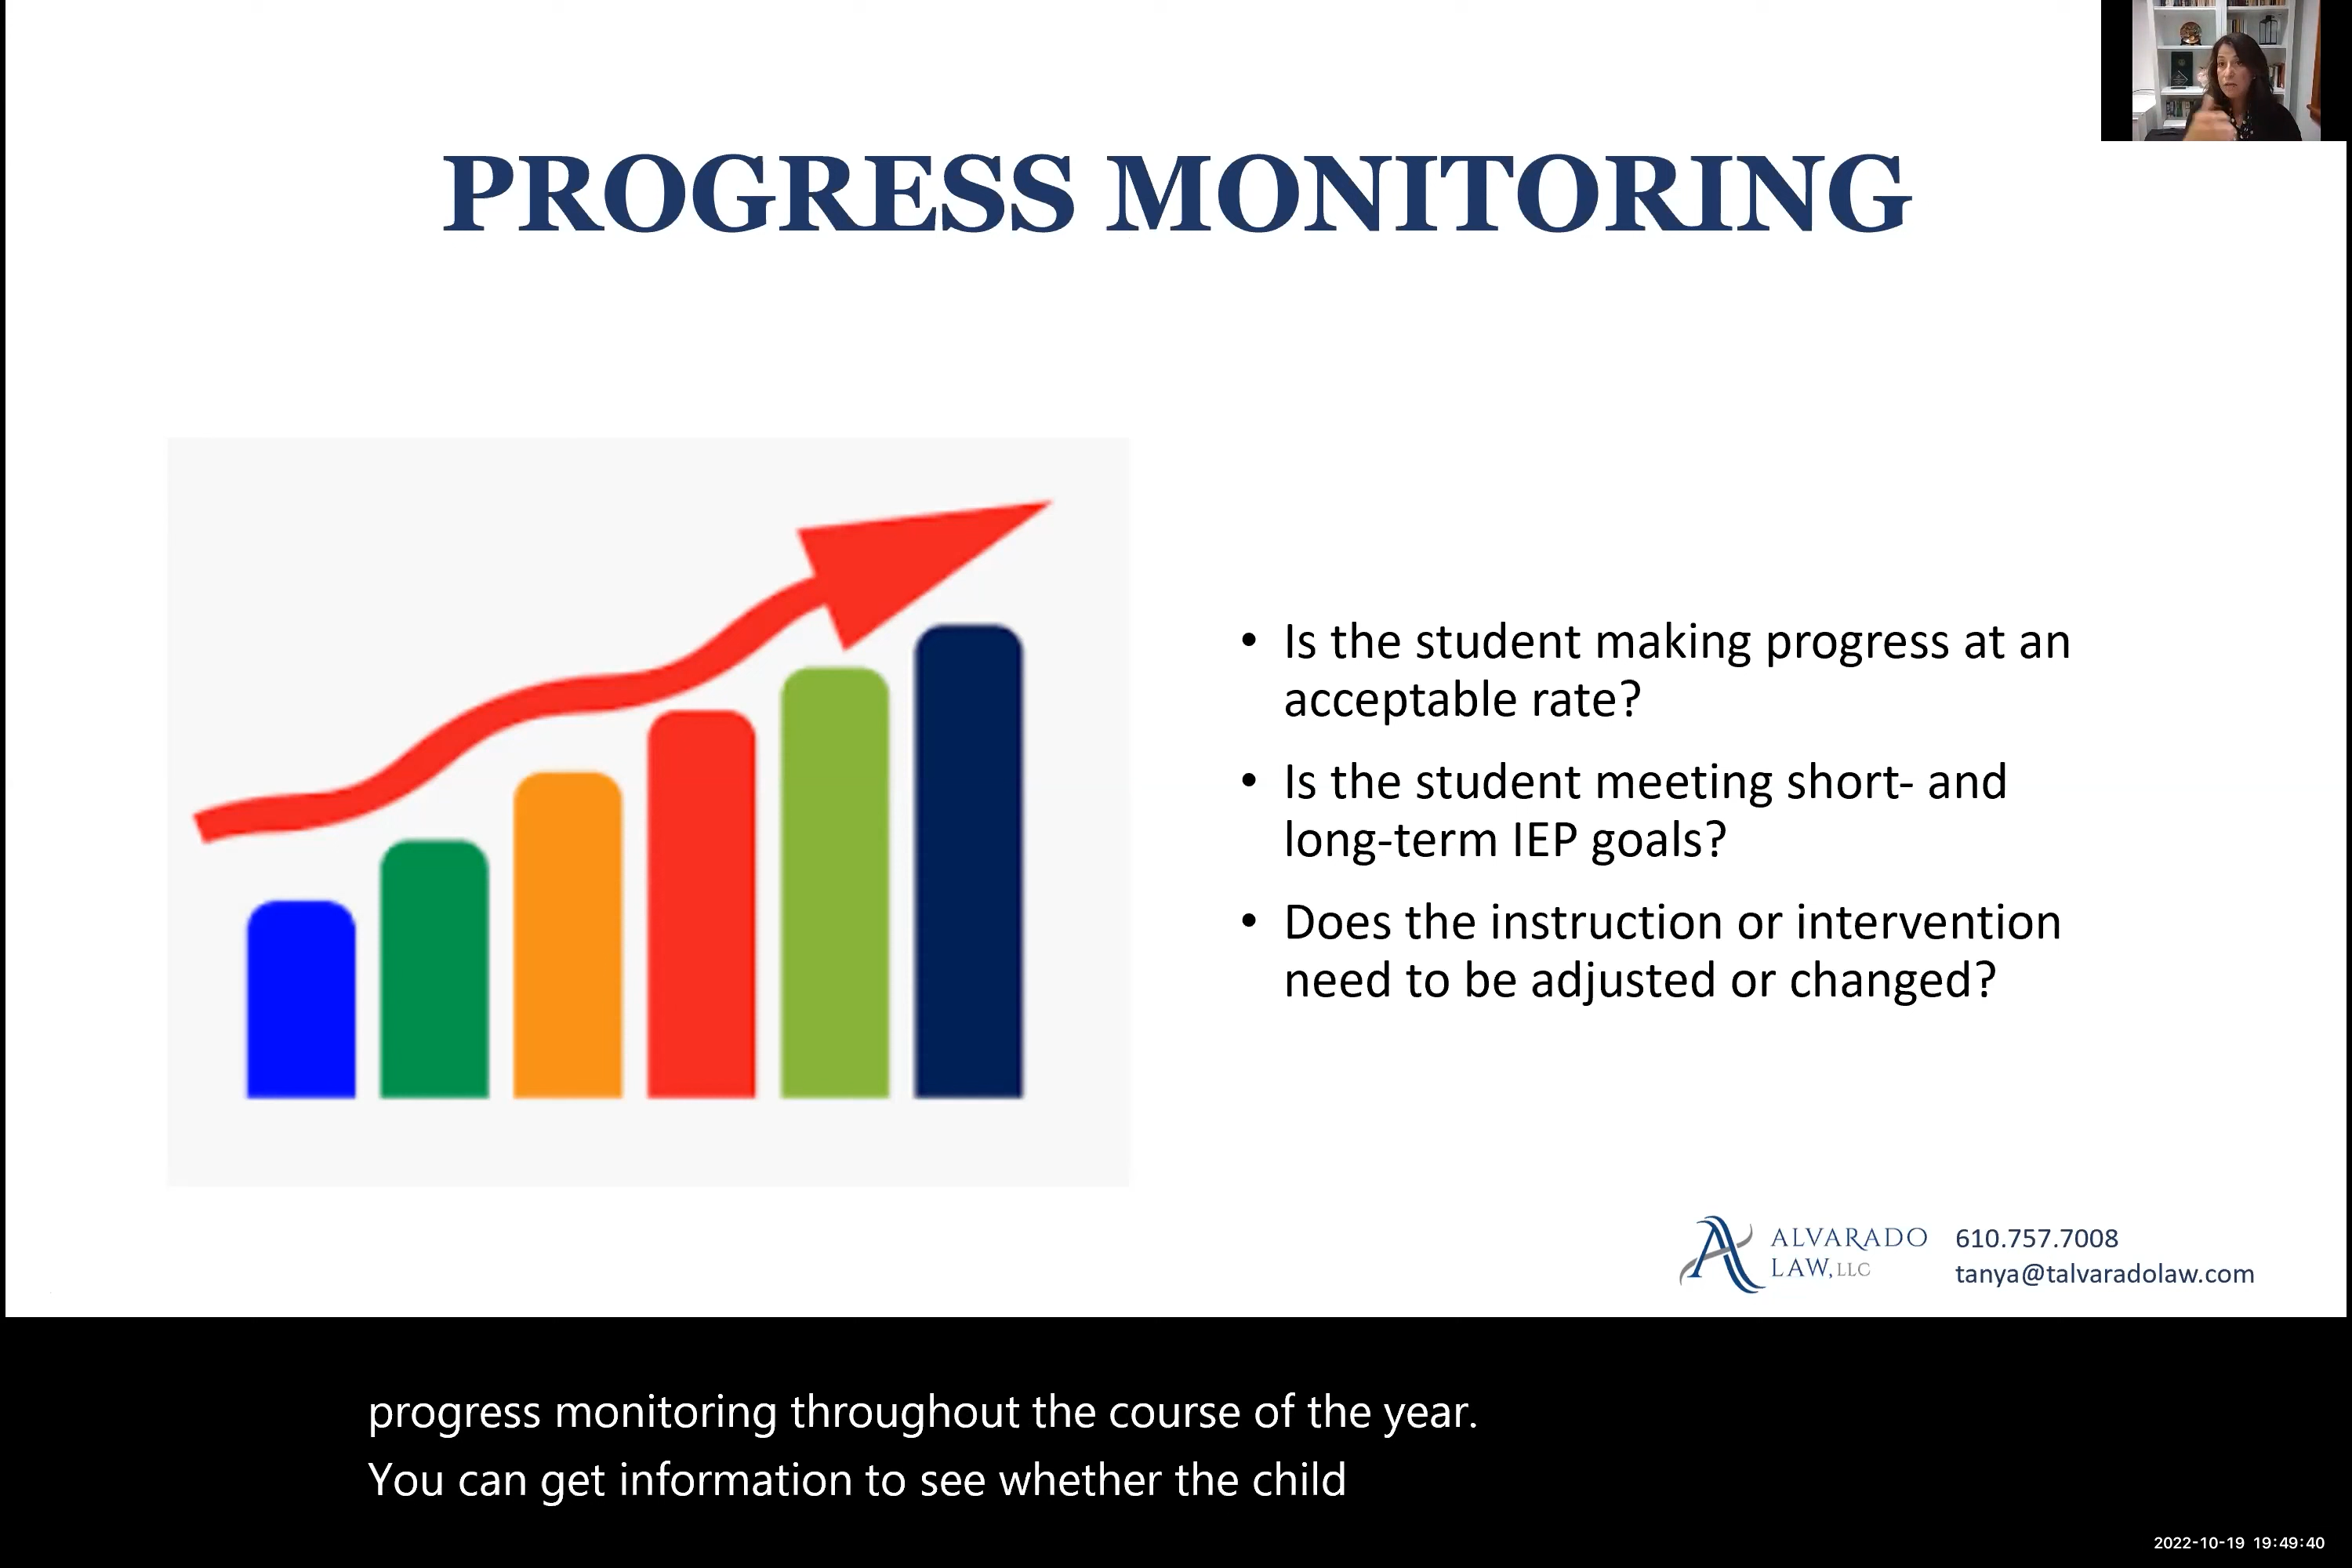 PROGRESS MONITORING
• Is the student making progress at an
acceptable rate?
• Is the student meeting short- and
long-term IEP goals?
• Does the instruction or intervention
need to be adjusted or changed?
ALVARADO
LAW, LLC
610.757.7008
tanya@talvaradolaw.com
progress monitoring throughout the course of the year.
You can get information to see whether the child
2022-10-19 19:49:40